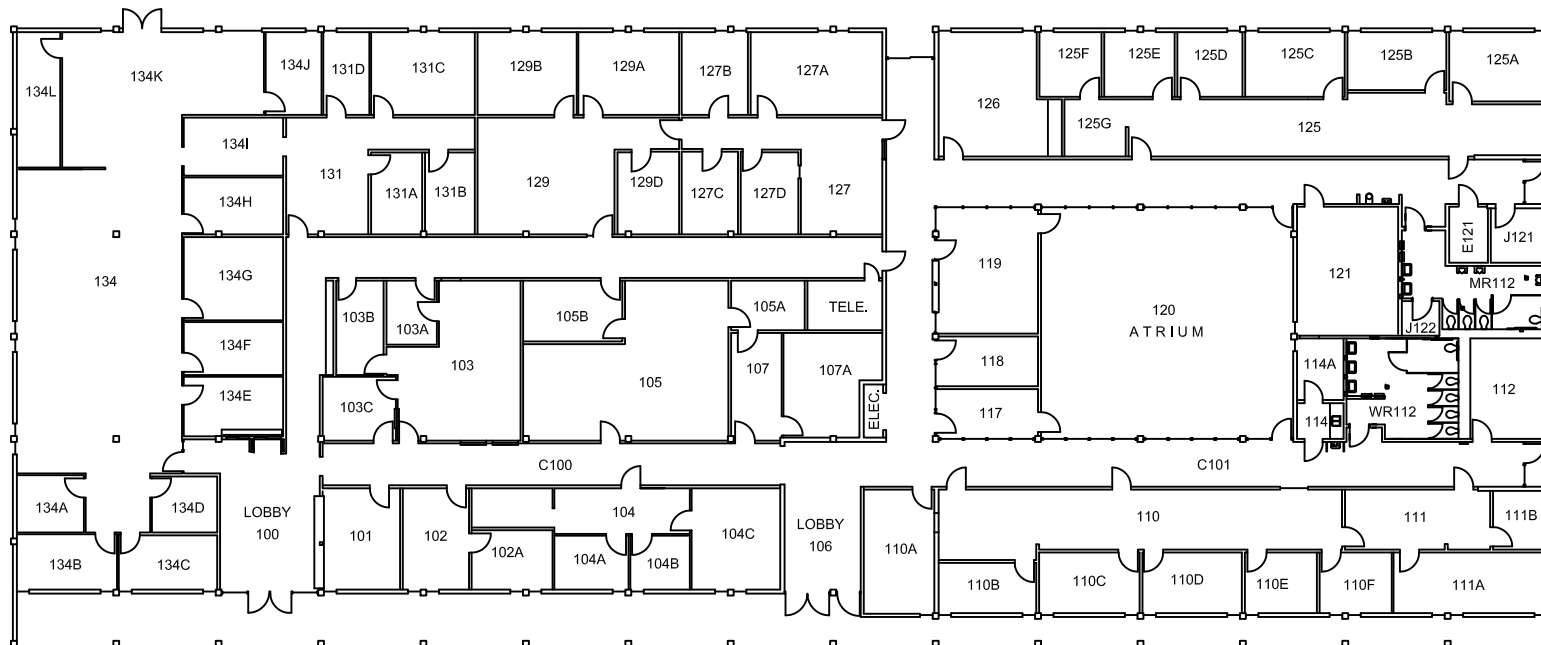 134L
134K
134J
131D
131C
129B
129A
127B
127A
125F
125E
125D
125C
125B
125A
126
125G
125
134I
131
131A
131B
129
129D
127C
127D
127
134H
134
134G
134F
134E
103B
103A
103
103C
105B
105
105A
TELE.
107
107A
ELEC.
119
118
117
120
ATRIUM
121
E121
J121
MR112
J122
114A
114
WR112
112
C100
C101
134A
134D
134B
134C
LOBBY
100
101
102
102A
104
104A
104B
104C
LOBBY
106
110A
110
110B
110C
110D
110E
110F
111
111B
111A